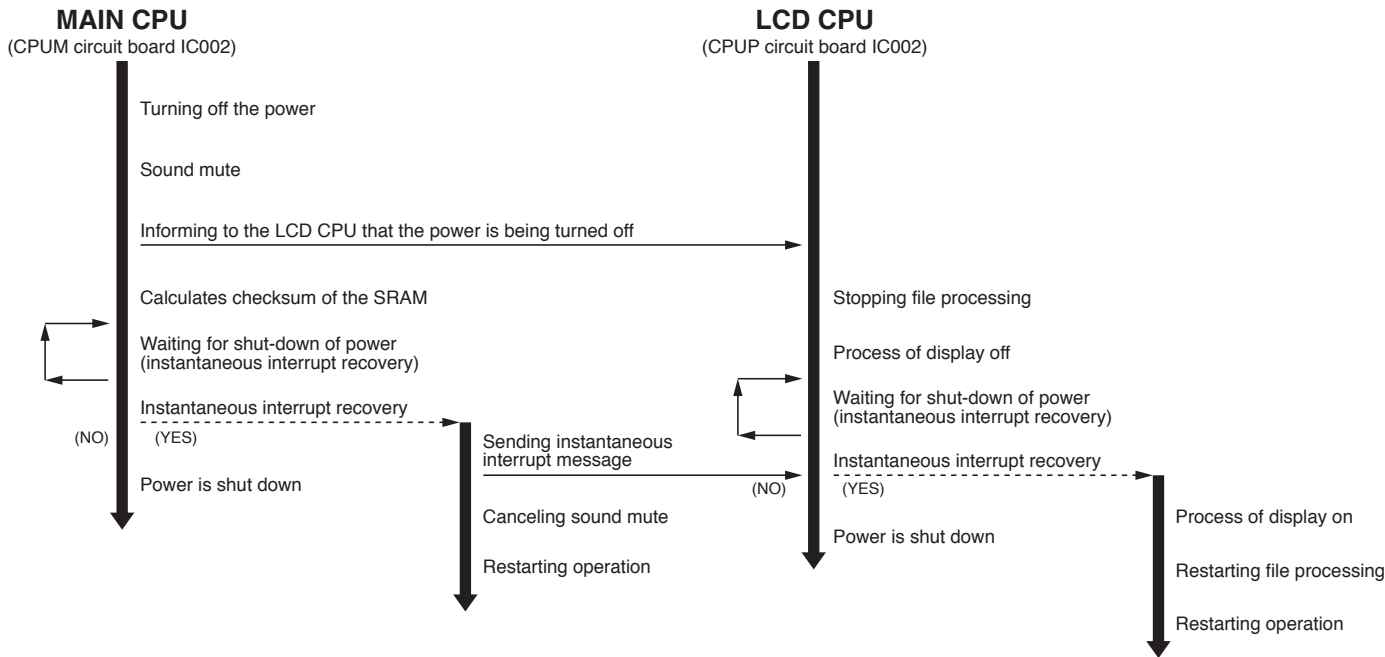 MAIN CPU
(CPUM circuit board IC002)
Turning off the power
Sound mute
Informing to the LCD CPU that the power is being turned off
Calculates checksum of the SRAM
Waiting for shut-down of power
(instantaneous interrupt recovery)
Instantaneous interrupt recovery
(NO)
(YES)
Power is shut down
Sending instantaneous
interrupt message
Canceling sound mute
Restarting operation
LCD CPU
(CPUP circuit board IC002)
Stopping file processing
Process of display off
Waiting for shut-down of power
(instantaneous interrupt recovery)
Instantaneous interrupt recovery
(NO)
(YES)
Power is shut down
Process of display on
Restarting file processing
Restarting operation